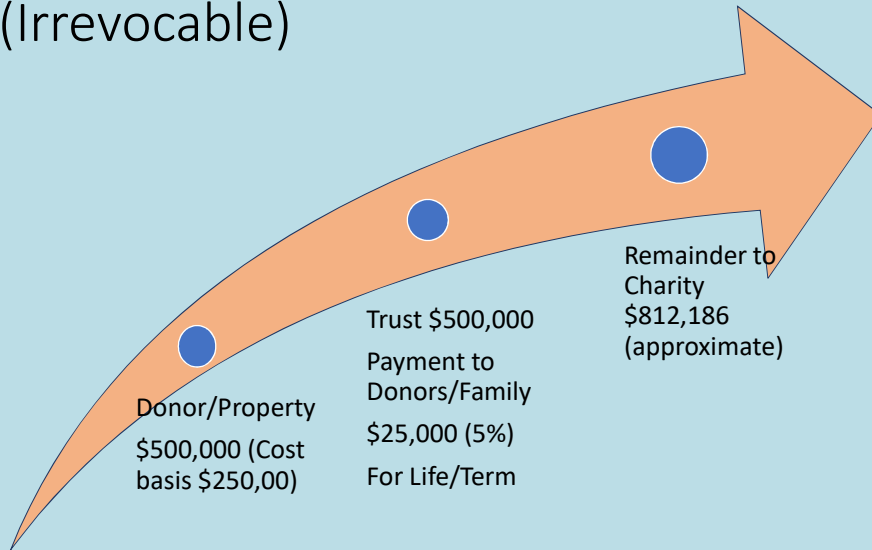 (Irrevocable)
Donor/Property
$500,000 (Cost
basis $250,00)
Trust $500,000
Payment to
Donors/Family
$25,000 (5%)
For Life/Term
Remainder to
Charity
$812,186
(approximate)